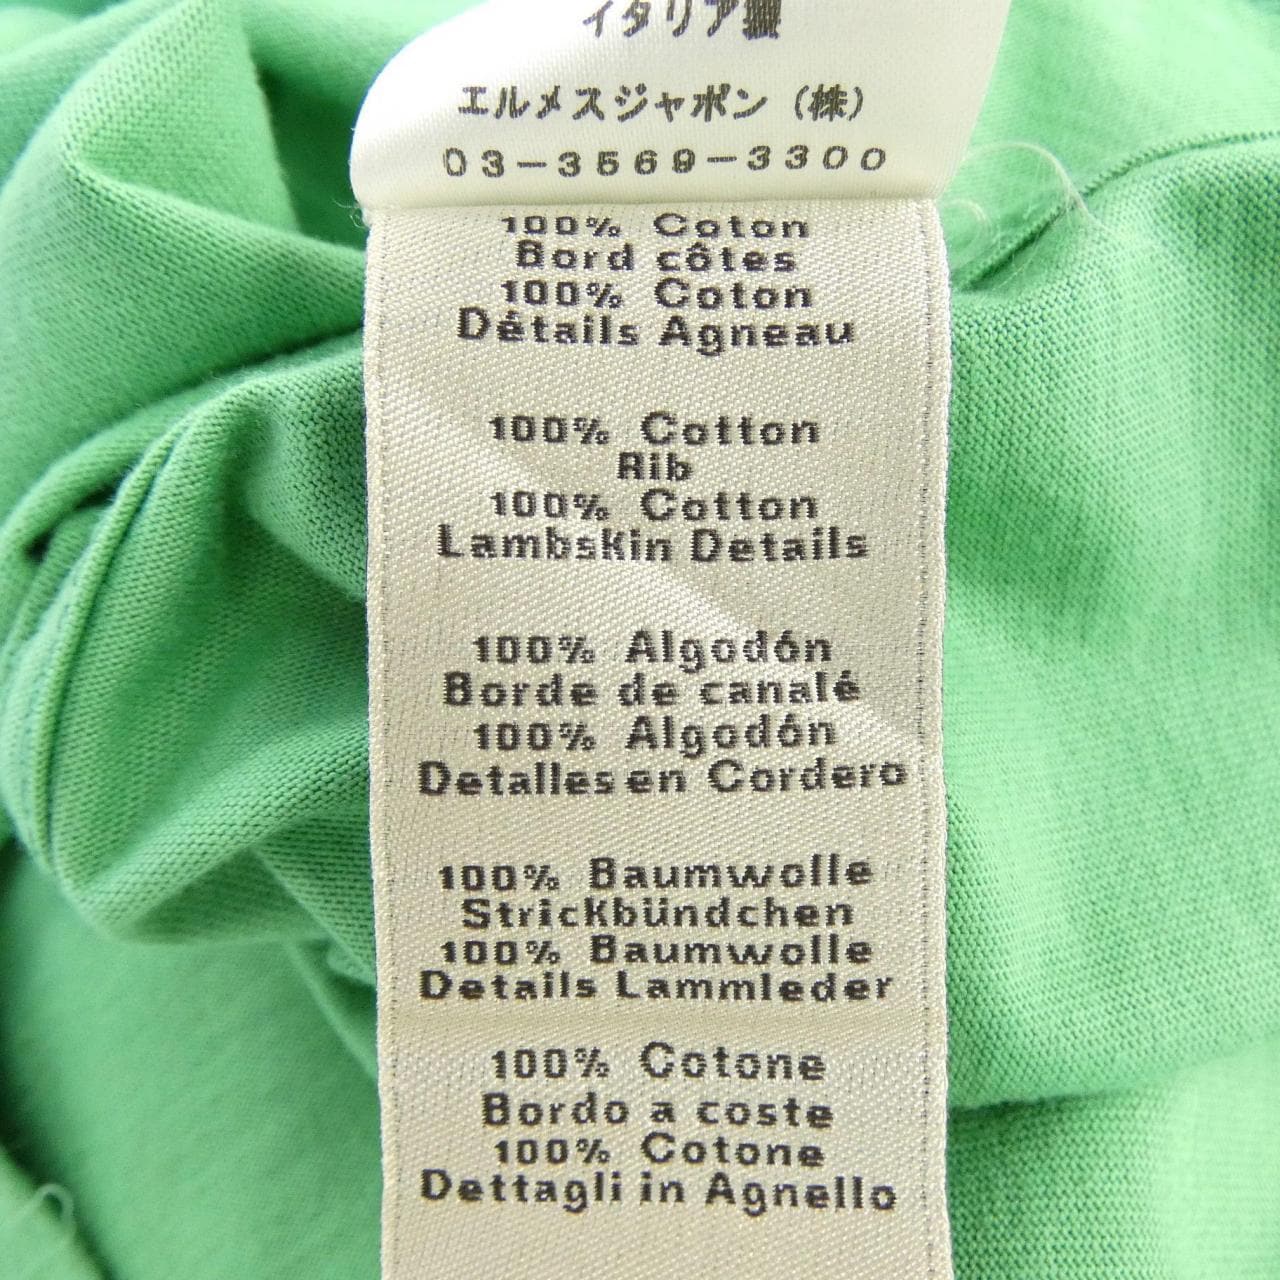 イタリア製
エルメスジャポン（株）
03-3569-3300
100% Coton
Bord côtes
100% Coton
Détails Agneau
100% Cotton
Rib
100% Cotton
Lambskin Details
100% Algodón
Borde de canalé
100% Algodón
Detalles en Cordero
100% Baumwolle
Strickbündchen
100% Baumwolle
Details Lammleder
100% Cotone
Bordo a coste
100% Cotone
Dettagli in Agnello